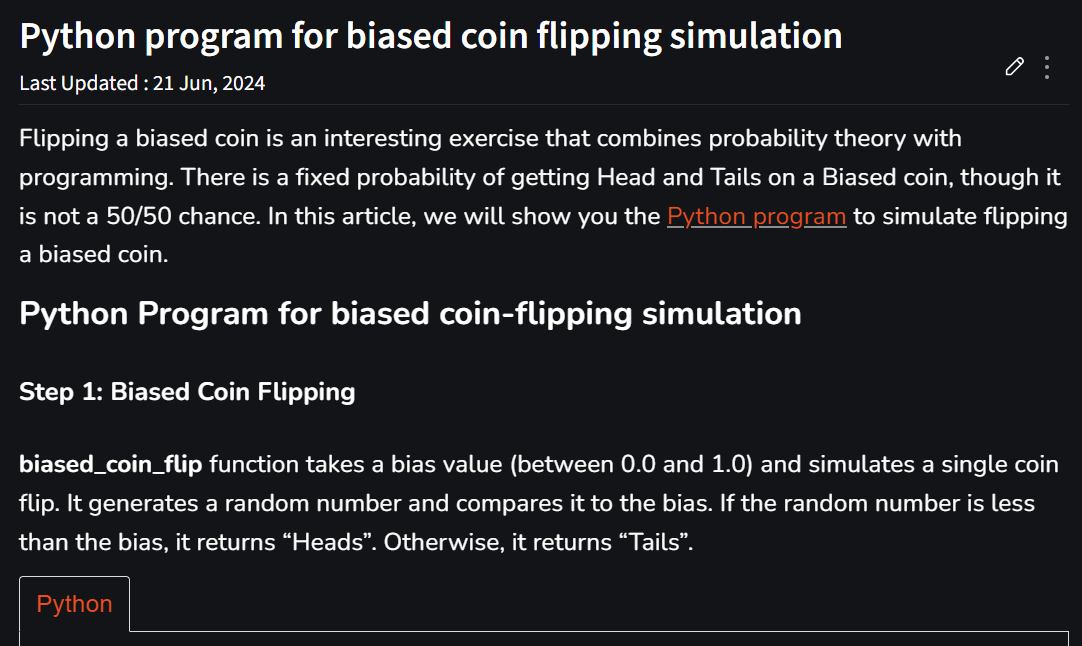 Python program for biased coin flipping simulation
Last Updated : 21 Jun, 2024
Flipping a biased coin is an interesting exercise that combines probability theory with
programming. There is a fixed probability of getting Head and Tails on a Biased coin, though it
is not a 50/50 chance. In this article, we will show you the Python program to simulate flipping
a biased coin.
Python Program for biased coin-flipping simulation
Step 1: Biased Coin Flipping
biased_coin_flip function takes a bias value (between 0.0 and 1.0) and simulates a single coin
flip. It generates a random number and compares it to the bias. If the random number is less
than the bias, it returns “Heads”. Otherwise, it returns “Tails”.
Python